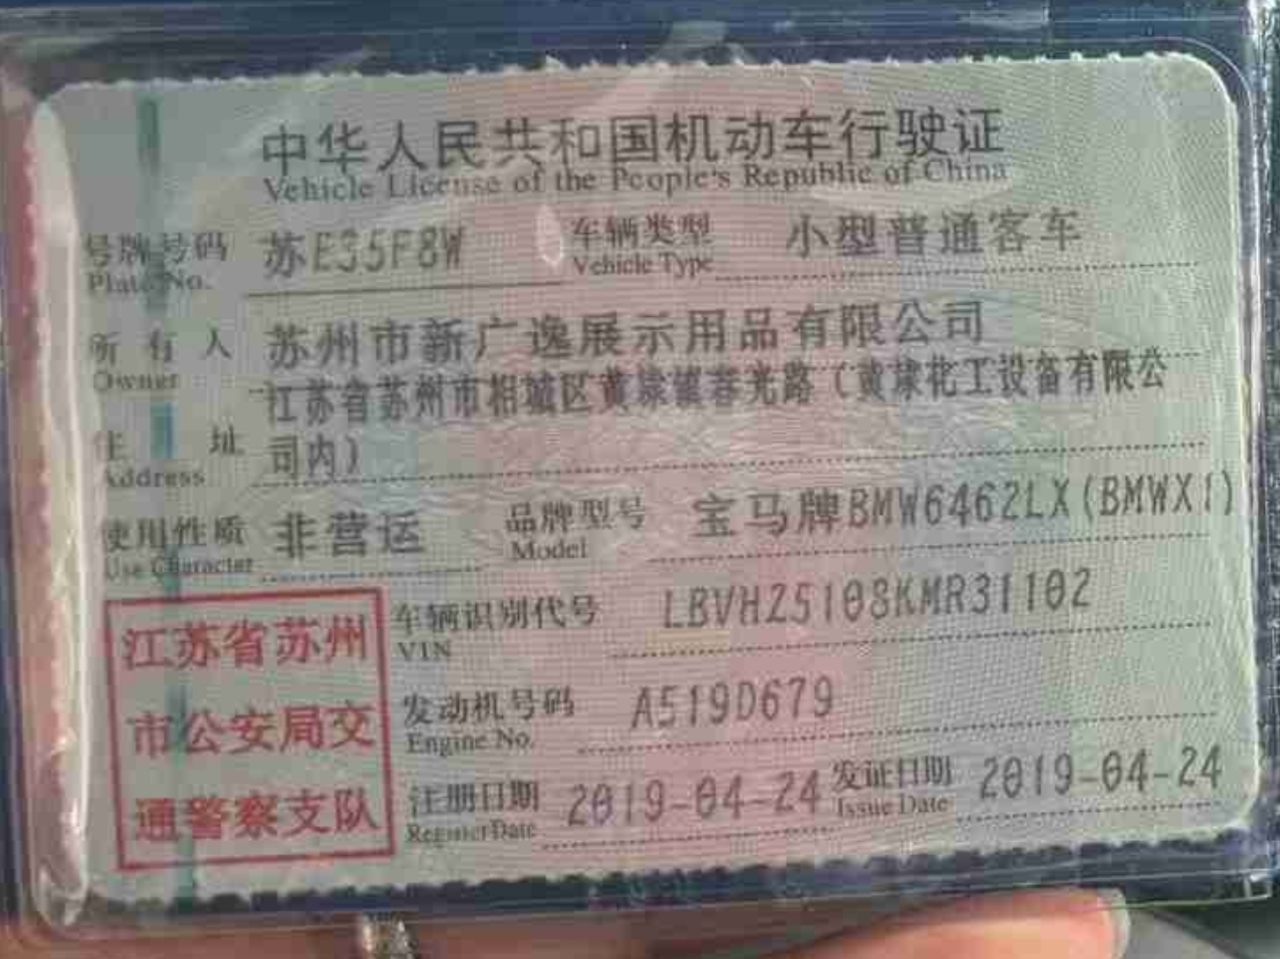 中华人民共和国机动车行驶证
Vehicle License of the People's Republic of China
号牌号码 苏E35F8W 车辆类型 小型普通客车
Plate No. Vehicle Type
所有人 苏州市新广逸展示用品有限公司
Owner
江苏省苏州市相城区黄埭镇春光路（黄埭化工设备有限公
住址 司内）
Address
使用性质 非营运 品牌型号 宝马牌BMW6462LX(BMWX1)
Use Character Model
江苏省苏州 车辆识别代号 LBVHZ5108KMR31102
VIN
市公安局交 发动机号码 A519D679
Engine No.
通警察支队 注册日期 2019-04-24 发证日期 2019-04-24
Register Date Issue Date